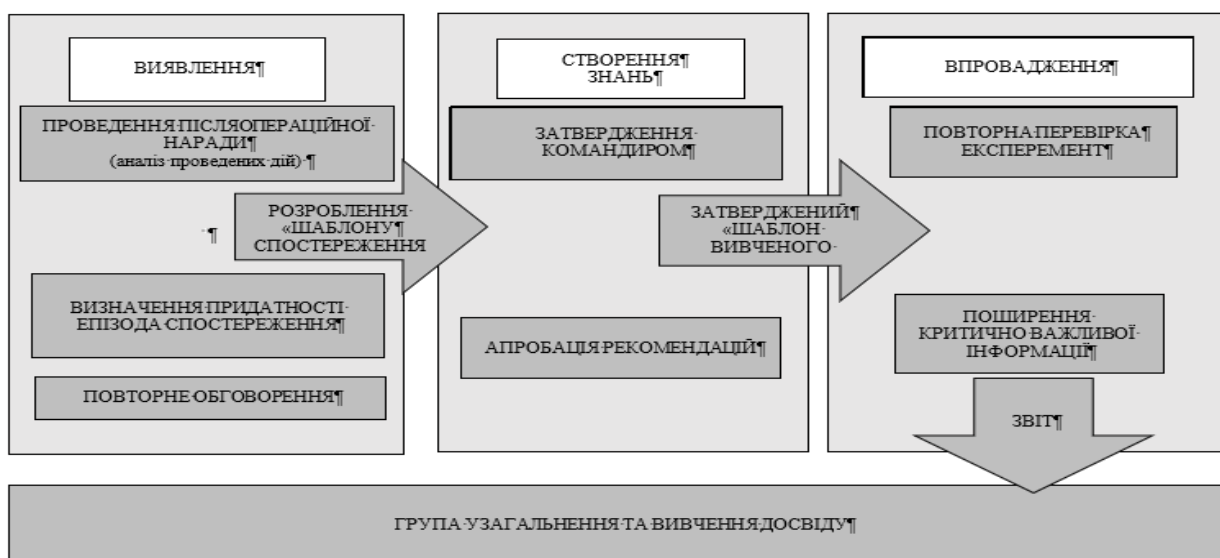 ВИЯВЛЕННЯ¶
ПРОВЕДЕННЯ·ПІСЛЯОПЕРАЦІЙНОЇ·
НАРАДИ¶
(аналіз·проведених·дій)·¶
·¶
ВИЗНАЧЕННЯ·ПРИДАТНОСТІ·
ЕПІЗОДА·СПОСТЕРЕЖЕННЯ¶
ПОВТОРНЕ·ОБГОВОРЕННЯ¶
РОЗРОБЛЕННЯ·
«ШАБЛОНУ¶
СПОСТЕРЕЖЕННЯ
СТВОРЕННЯ¶
ЗНАНЬ¶
ЗАТВЕРДЖЕННЯ·
КОМАНДИРОМ¶
АПРОБАЦІЯ·РЕКОМЕНДАЦІЙ¶
ЗАТВЕРДЖЕНИЙ¶
«ШАБЛОН·
ВИВЧЕНОГО·
ВПРОВАДЖЕННЯ¶
ПОВТОРНА·ПЕРЕВІРКА¶
ЕКСПЕРЕМЕНТ¶
ПОШИРЕННЯ·
КРИТИЧНО·ВАЖЛИВОЇ·
ІНФОРМАЦІЇ¶
ЗВІТ¶
ГРУПА·УЗАГАЛЬНЕННЯ·ТА·ВИВЧЕННЯ·ДОСВІДУ¶